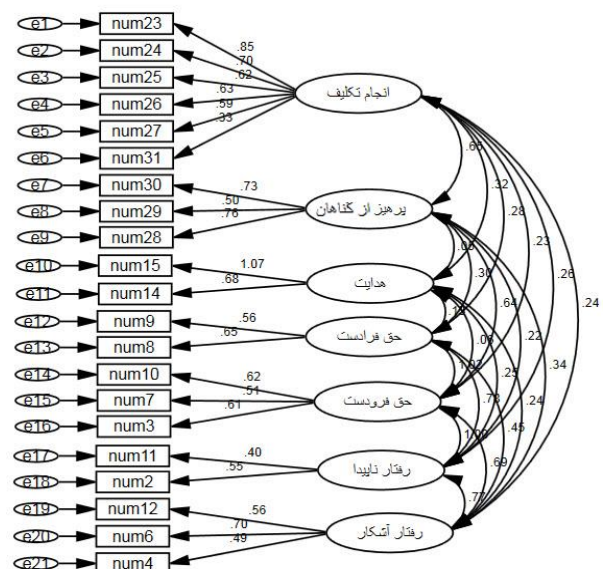 e1 num23
e2 num24
e3 num25
e4 num26
e5 num27
e6 num31
e7 num30
e8 num29
e9 num28
e10 num15
e11 num14
e12 num9
e13 num8
e14 num10
e15 num7
e16 num3
e17 num11
e18 num2
e19 num12
e20 num6
e21 num4
.85
.70
.62
.63
.59
.33
.73
.50
.76
1.07
.68
.56
.65
.62
.51
.61
.40
.55
.56
.70
.49
انجام تکلیف
پرهیز از گناهان
هدایت
حق فرادست
حق فرودست
رفتار ناپیدا
رفتار آشکار
.32
.28
.23
.26
.24
.30
.64
.22
.34
.25
.24
.45
.69
.77